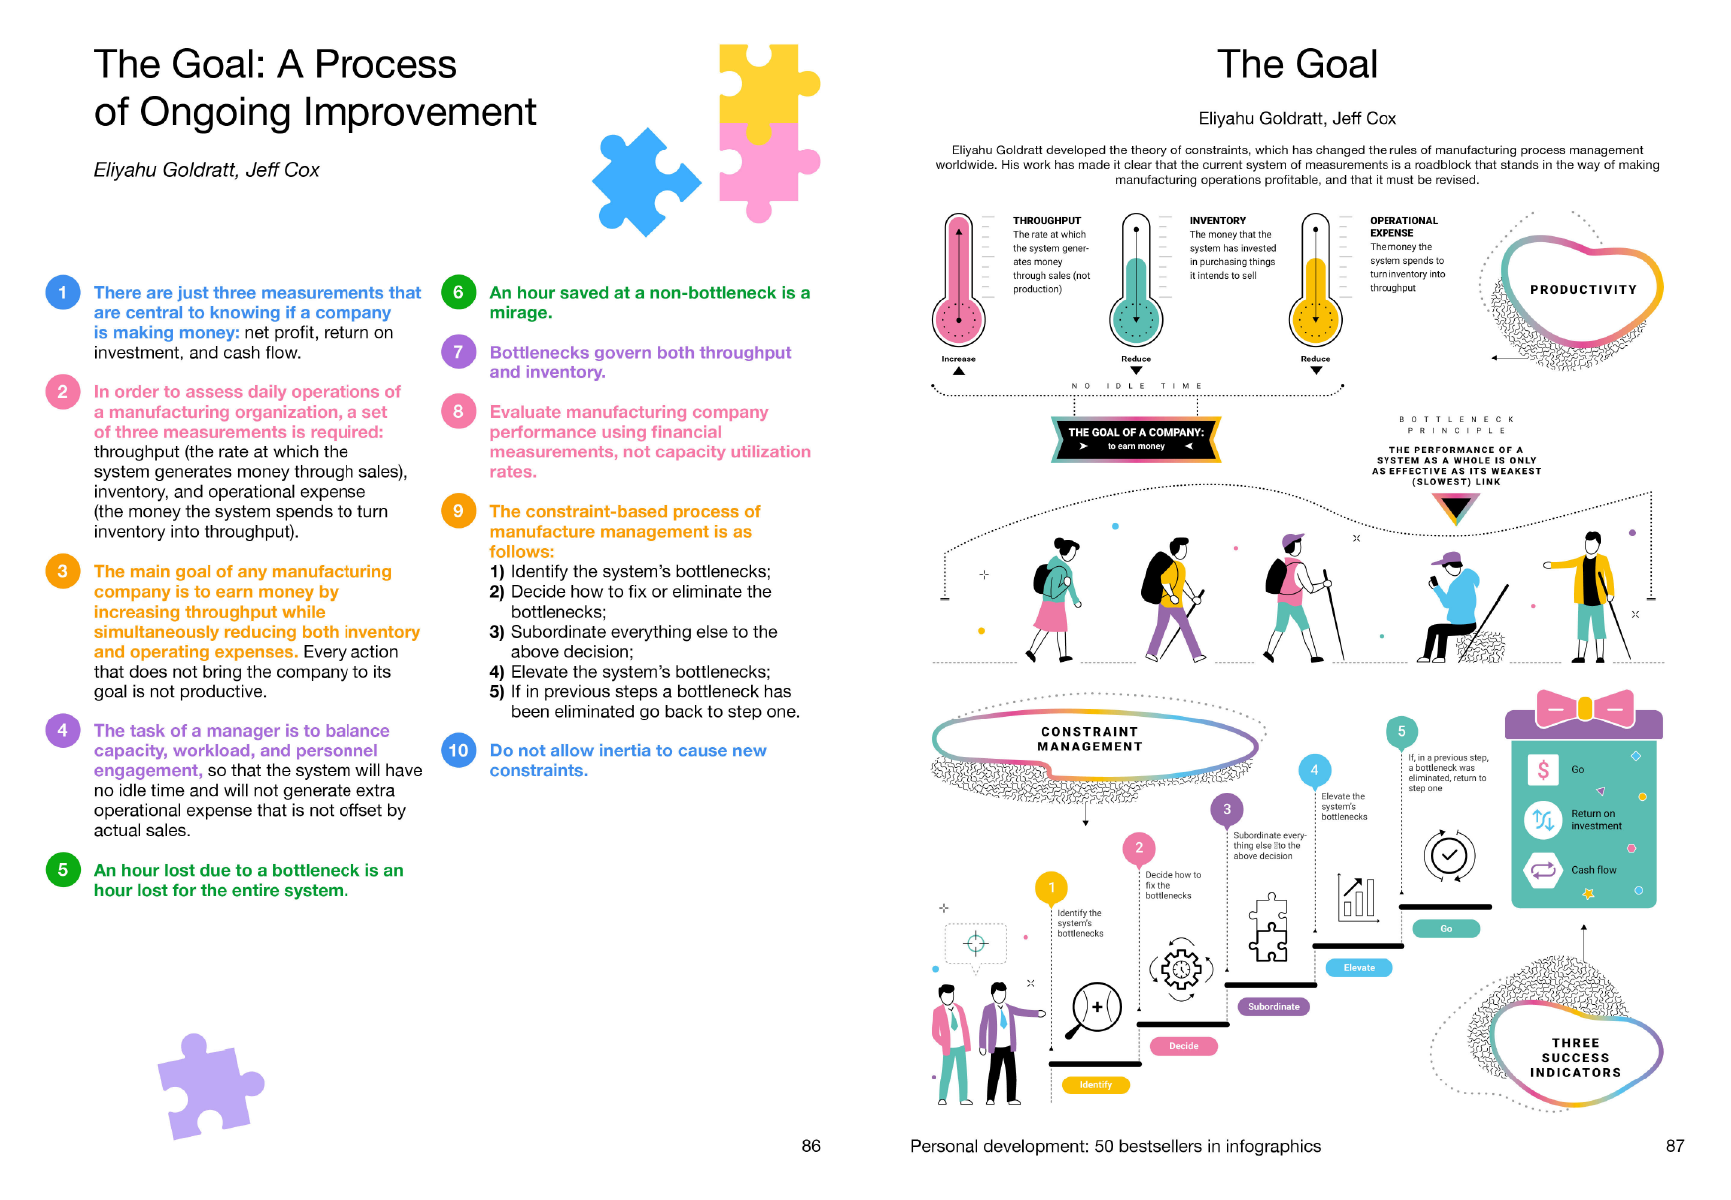 The Goal: A Process
of Ongoing Improvement
Eliyahu Goldratt, Jeff Cox
1
There are just three measurements that
are central to knowing if a company
is making money: net profit, return on
investment, and cash flow.
2
In order to assess daily operations of
a manufacturing organization, a set
of three measurements is required:
throughput (the rate at which the
system generates money through sales),
inventory, and operational expense
(the money the system spends to turn
inventory into throughput).
3
The main goal of any manufacturing
company is to earn money by
increasing throughput while
simultaneously reducing both inventory
and operating expenses. Every action
that does not bring the company to its
goal is not productive.
4
The task of a manager is to balance
capacity, workload, and personnel
engagement, so that the system will have
no idle time and will not generate extra
operational expense that is not offset by
actual sales.
5
An hour lost due to a bottleneck is an
hour lost for the entire system.
6
An hour saved at a non-bottleneck is a
mirage.
7
Bottlenecks govern both throughput
and inventory.
8
Evaluate manufacturing company
performance using financial
measurements, not capacity utilization
rates.
9
The constraint-based process of
manufacture management is as
follows:
1) Identify the system's bottlenecks;
2) Decide how to fix or eliminate the
bottlenecks;
3) Subordinate everything else to the
above decision;
4) Elevate the system's bottlenecks;
5) If in previous steps a bottleneck has
been eliminated go back to step one.
10
Do not allow inertia to cause new
constraints.
86
The Goal
Eliyahu Goldratt, Jeff Cox
Eliyahu Goldratt developed the theory of constraints, which has changed the rules of manufacturing process management
worldwide. His work has made it clear that the current system of measurements is a roadblock that stands in the way of making
manufacturing operations profitable, and that it must be revised.
THROUGHPUT
The rate at which
the system gener-
ates money
through sales (not
production)
Increase
INVENTORY
The money that the
system has invested
in purchasing things
it intends to sell
Reduce
OPERATIONAL
EXPENSE
The money the
system spends to
turn inventory into
throughput
Reduce
PRODUCTIVITY
NO IDLE TIME
THE GOAL OF A COMPANY:
to earn money
BOTTLENECK
PRINCIPLE
THE PERFORMANCE OF A
SYSTEM AS A WHOLE IS ONLY
AS EFFECTIVE AS ITS WEAKEST
(SLOWEST) LINK
CONSTRAINT
MANAGEMENT
1
Identify the
system's
bottlenecks
Identify
2
Decide how to
fix the
bottlenecks
Decide
3
Subordinate every-
thing else to the
above decision
Subordinate
4
Elevate the
system's
bottlenecks
Elevate
5
If, in a previous step,
a bottleneck was
eliminated, return to
step one
Go
$
Go
Return on
investment
Cash flow
THREE
SUCCESS
INDICATORS
Personal development: 50 bestsellers in infographics
87